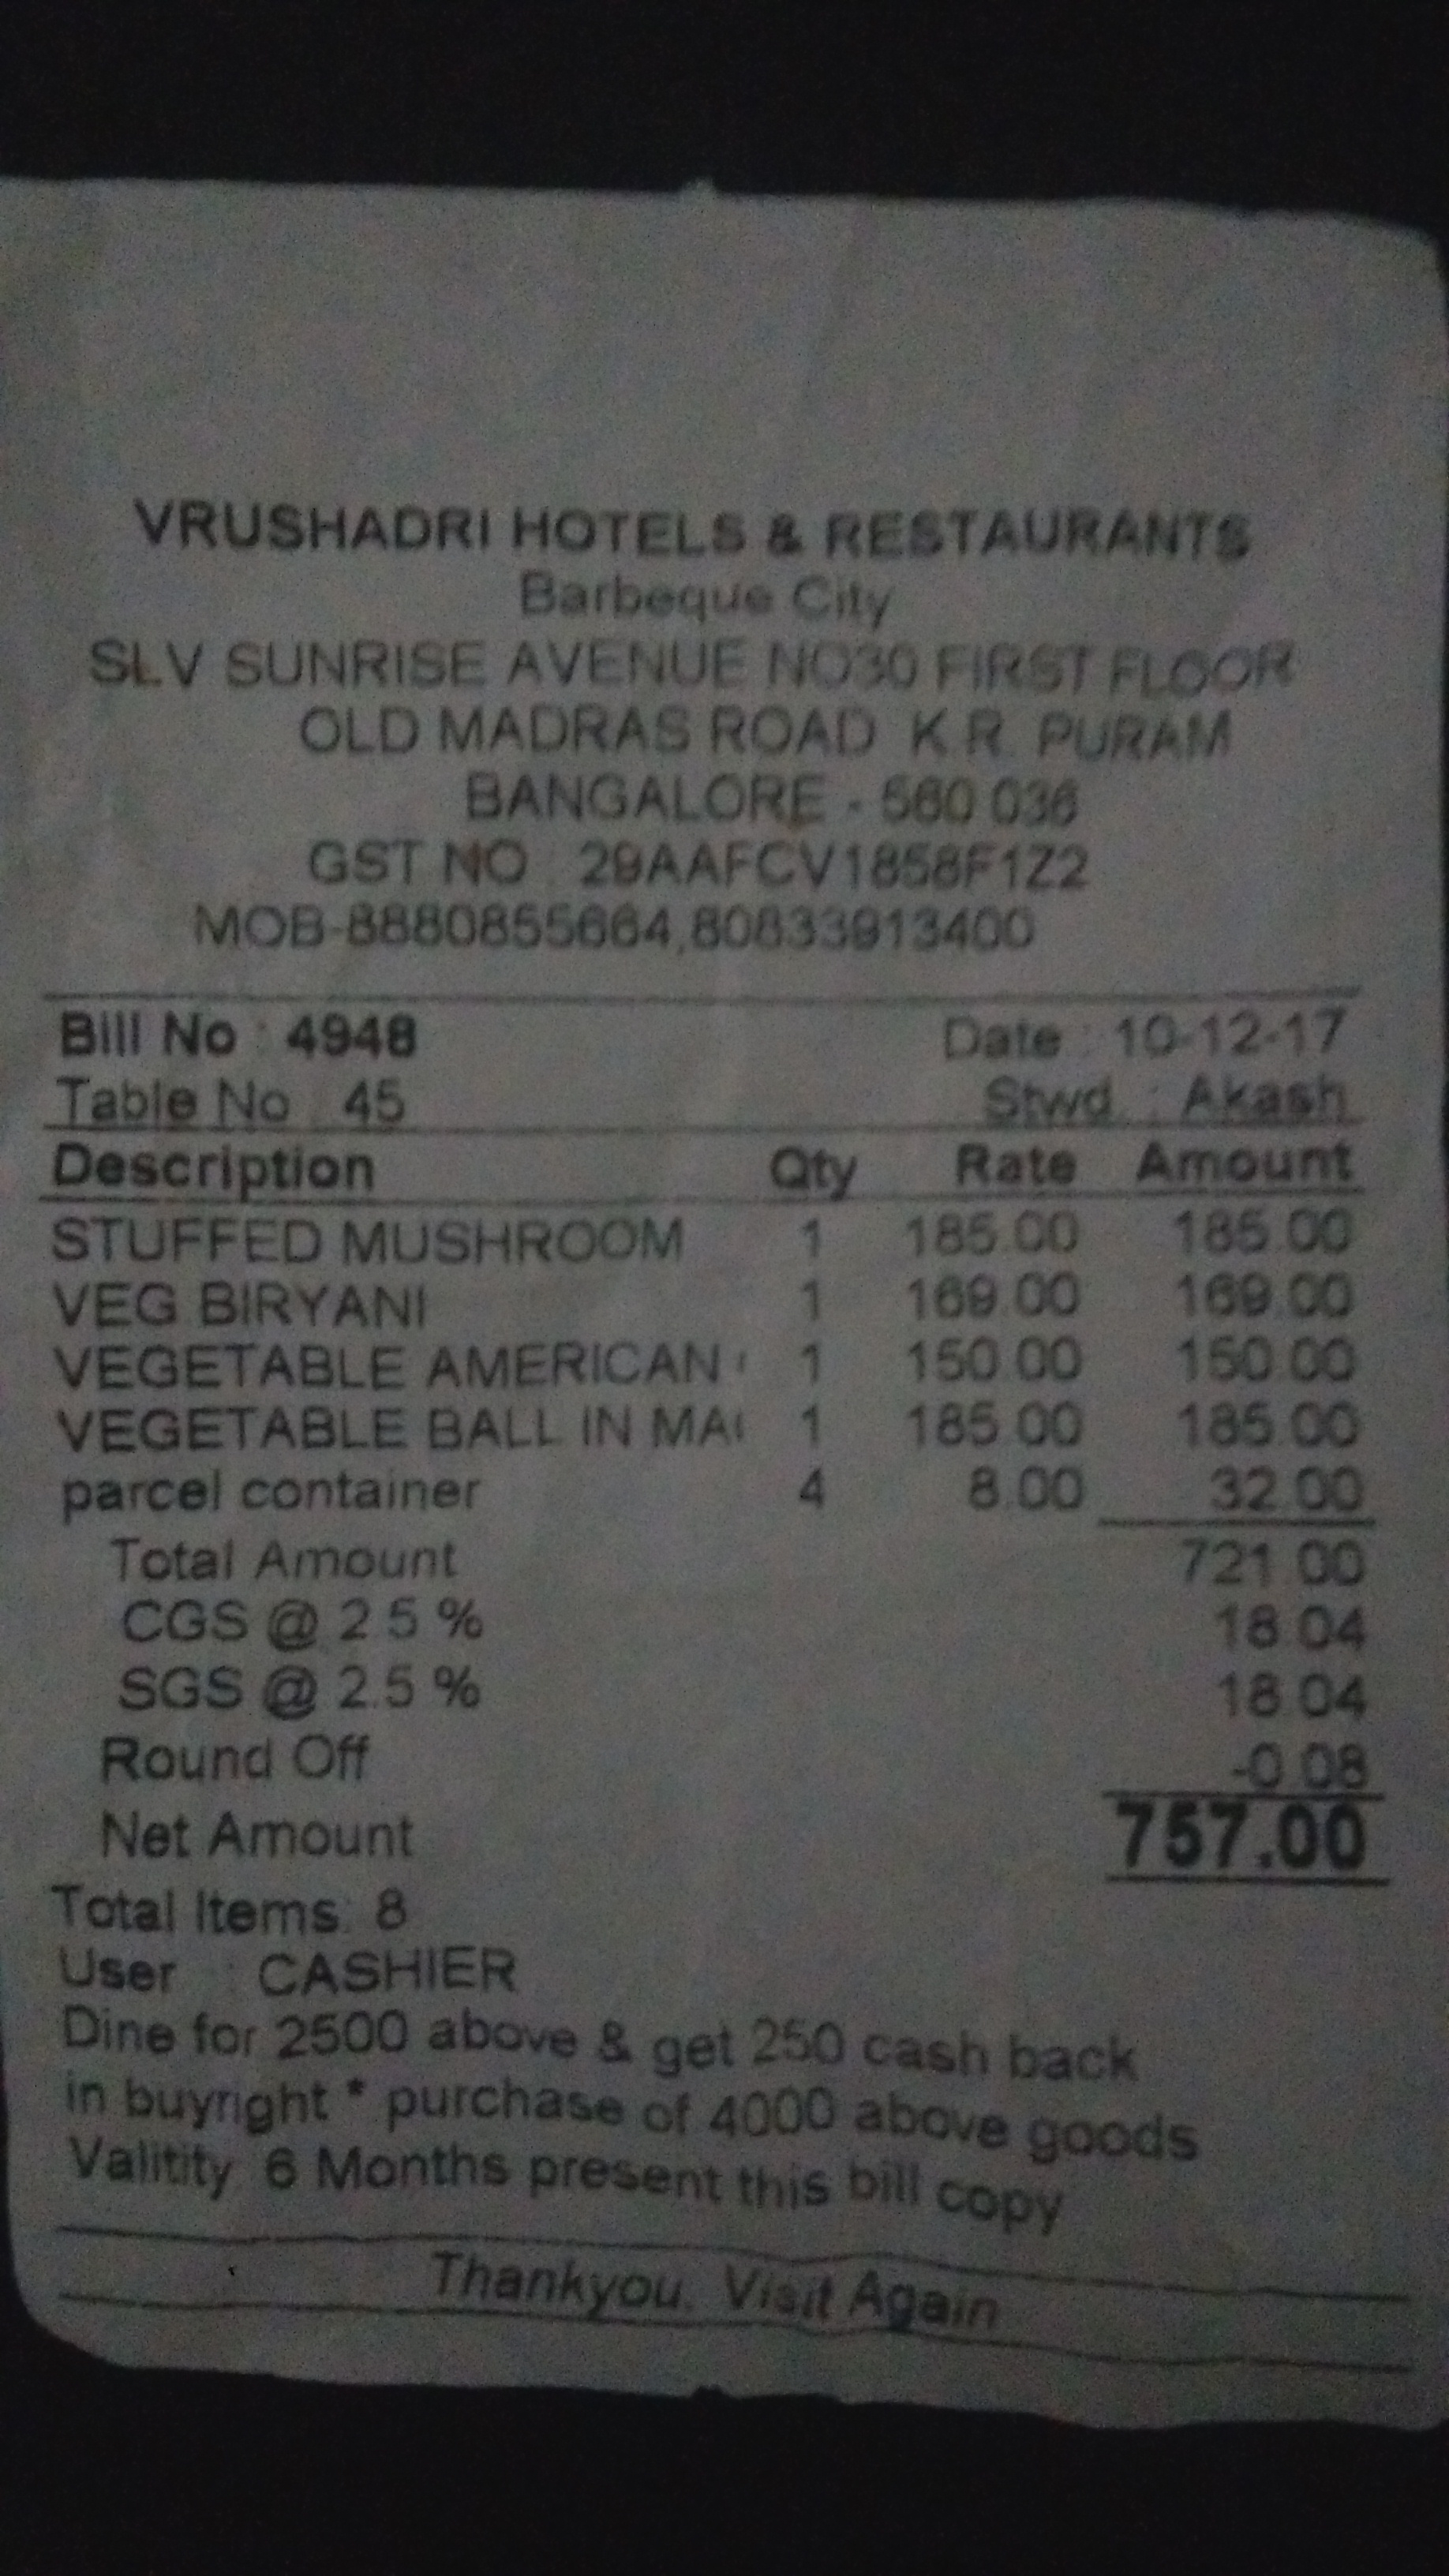 VRUSHADRI HOTELS & RESTAURANTS
Barbeque City
SLV SUNRISE AVENUE NO30 FIRST FLOOR
OLD MADRAS ROAD K.R. PURAM
BANGALORE - 560 036
GST NO : 29AAFCV1858F1Z2
MOB-8880855664,80833913400
Bill No : 4948 Date : 10-12-17
Table No : 45 Stwd. : Akash
Description Qty Rate Amount
STUFFED MUSHROOM 1 185.00 185.00
VEG BIRYANI 1 169.00 169.00
VEGETABLE AMERICAN 1 150.00 150.00
VEGETABLE BALL IN MA 1 185.00 185.00
parcel container 4 8.00 32.00
Total Amount 721.00
CGS @ 2.5 % 18.04
SGS @ 2.5 % 18.04
Round Off -0.08
Net Amount 757.00
Total Items: 8
User : CASHIER
Dine for 2500 above & get 250 cash back
in buyright * purchase of 4000 above goods
Valitity 6 Months present this bill copy
Thankyou. Visit Again